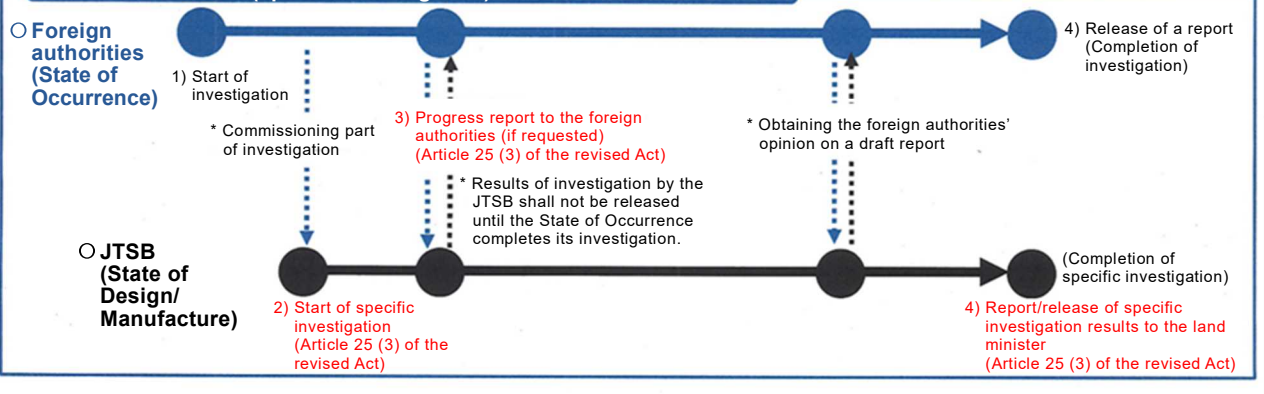 ○ Foreign
authorities
(State of
Occurrence)
1) Start of
investigation
* Commissioning part
of investigation
3) Progress report to the foreign
authorities (if requested)
(Article 25 (3) of the revised Act)
* Results of investigation by the
JTSB shall not be released
until the State of Occurrence
completes its investigation.
* Obtaining the foreign authorities'
opinion on a draft report
4) Release of a report
(Completion of
investigation)
○ JTSB
(State of
Design/
Manufacture)
2) Start of specific
investigation
(Article 25 (3) of the
revised Act)
(Completion of
specific investigation)
4) Report/release of specific
investigation results to the land
minister
(Article 25 (3) of the revised Act)